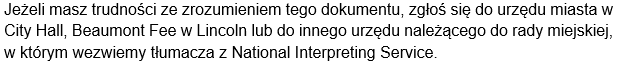 Jeżeli masz trudności ze zrozumieniem tego dokumentu, zgłoś się do urzędu miasta w
City Hall, Beaumont Fee w Lincoln lub do innego urzędu należącego do rady miejskiej,
w którym wezwiemy tłumacza z National Interpreting Service.